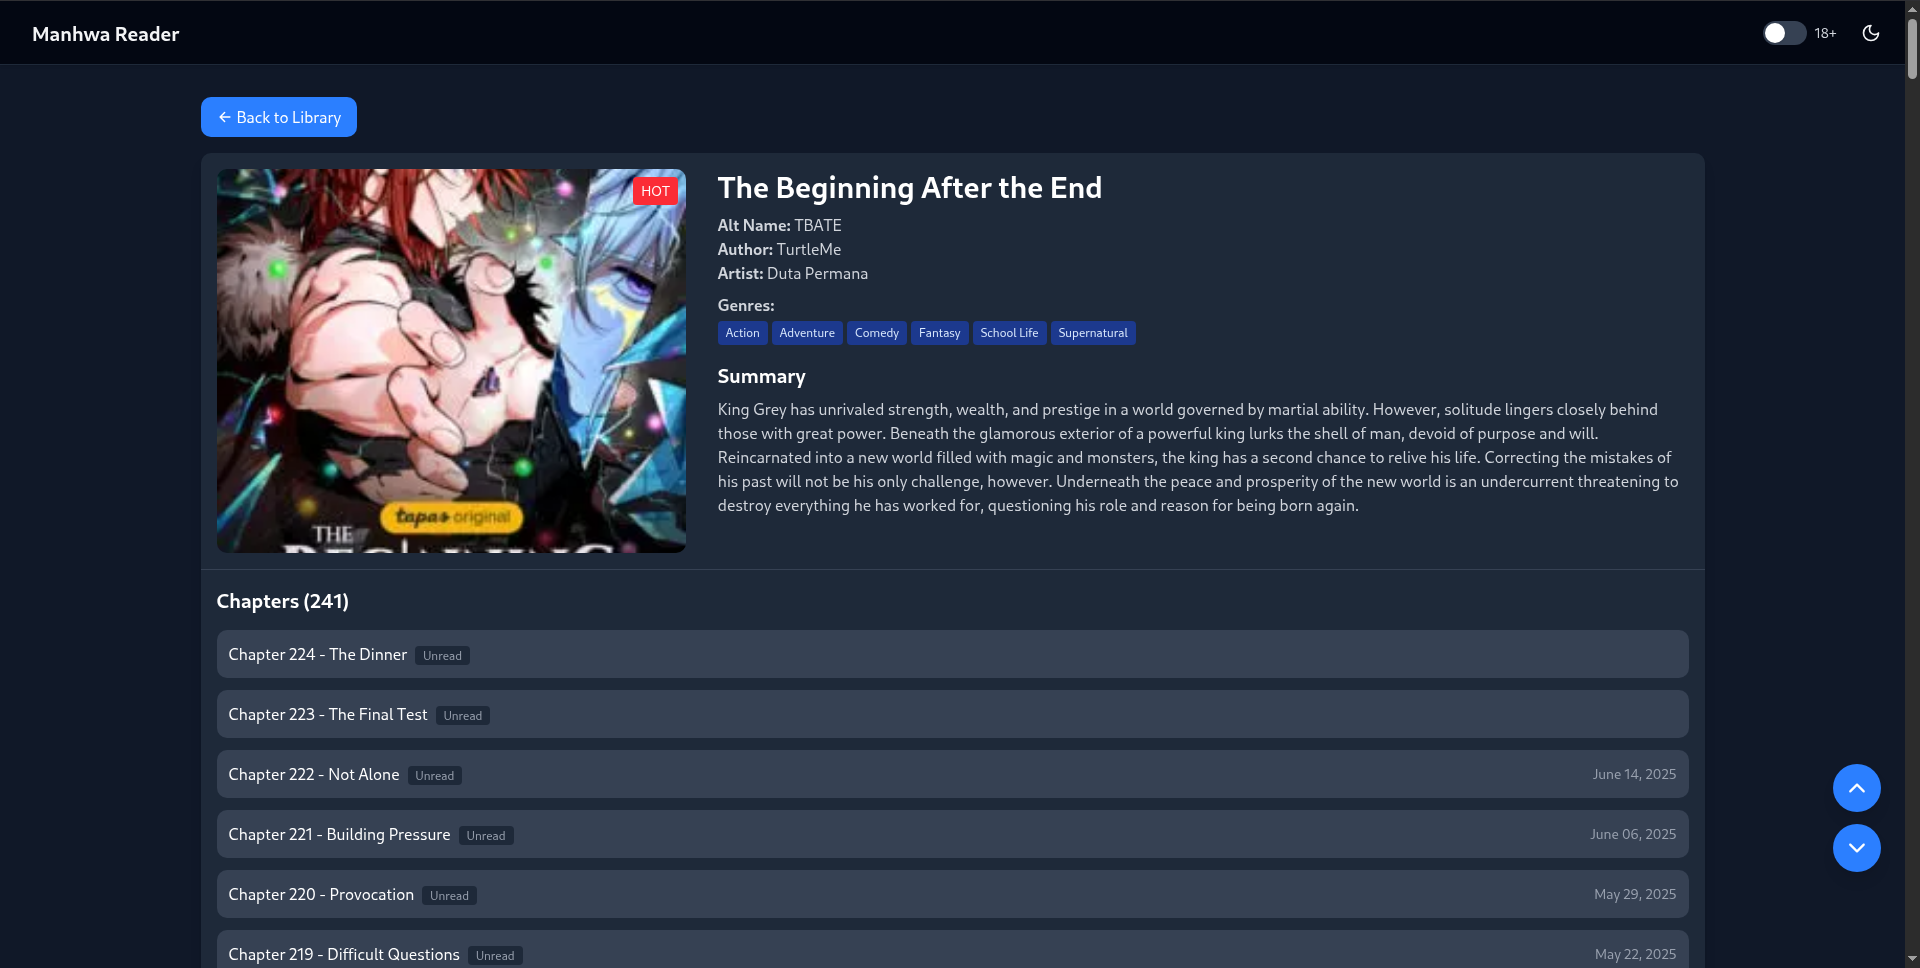 Manhwa Reader
18+
← Back to Library
HOT
tapas original
THE
BEGINNING
The Beginning After the End
Alt Name: TBATE
Author: TurtleMe
Artist: Duta Permana
Genres:
Action Adventure Comedy Fantasy School Life Supernatural
Summary
King Grey has unrivaled strength, wealth, and prestige in a world governed by martial ability. However, solitude lingers closely behind
those with great power. Beneath the glamorous exterior of a powerful king lurks the shell of man, devoid of purpose and will.
Reincarnated into a new world filled with magic and monsters, the king has a second chance to relive his life. Correcting the mistakes of
his past will not be his only challenge, however. Underneath the peace and prosperity of the new world is an undercurrent threatening to
destroy everything he has worked for, questioning his role and reason for being born again.
Chapters (241)
Chapter 224 - The Dinner Unread
Chapter 223 - The Final Test Unread
Chapter 222 - Not Alone Unread June 14, 2025
Chapter 221 - Building Pressure Unread June 06, 2025
Chapter 220 - Provocation Unread May 29, 2025
Chapter 219 - Difficult Questions Unread May 22, 2025